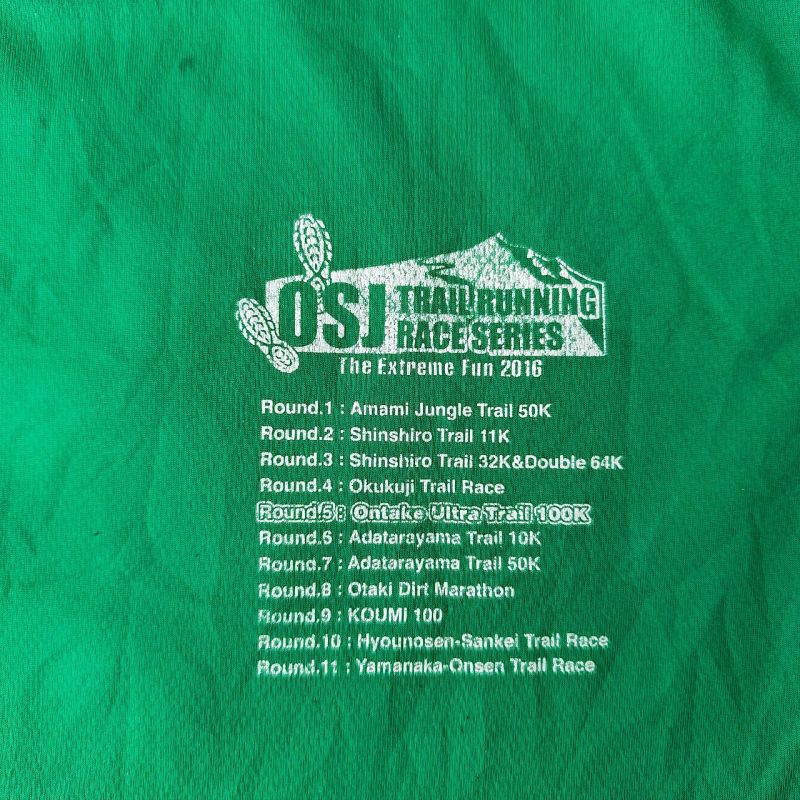 OSJ TRAIL RUNNING
RACE SERIES
The Extreme Fun 2016
Round.1 : Amami Jungle Trail 50K
Round.2 : Shinshiro Trail 11K
Round.3 : Shinshiro Trail 32K&Double 64K
Round.4 : Okukuji Trail Race
Round.5 : Ontake Ultra Trail 100K
Round.6 : Adatarayama Trail 10K
Round.7 : Adatarayama Trail 50K
Round.8 : Otaki Dirt Marathon
Round.9 : KOUMI 100
Round.10 : Hyounosen-Sankei Trail Race
Round.11 : Yamanaka-Onsen Trail Race